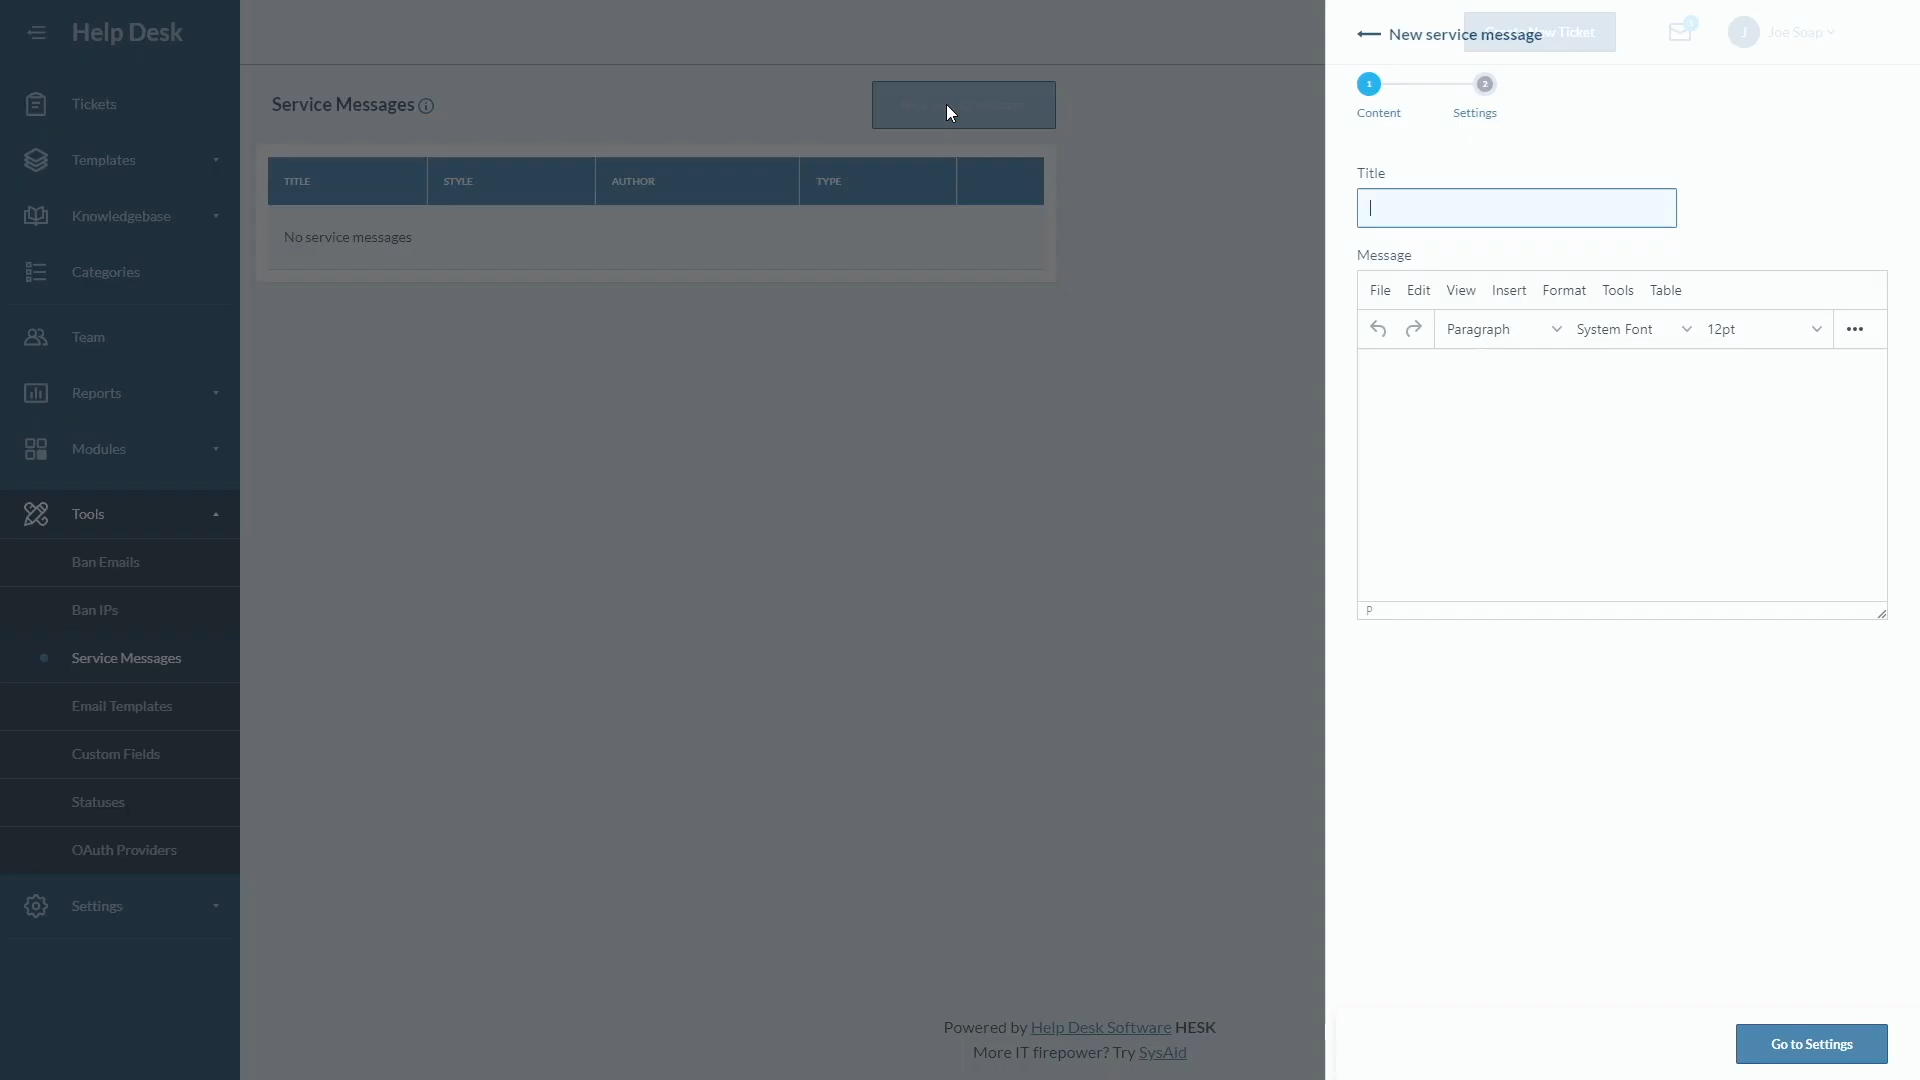 Help Desk
Tickets
Templates
Knowledgebase
Categories
Team
Reports
Modules
Tools
Ban Emails
Ban IPs
Service Messages
Email Templates
Custom Fields
Statuses
OAuth Providers
Settings
Service Messages
TITLE STYLE AUTHOR TYPE
No service messages
Powered by Help Desk Software HESK
More IT firepower? Try SysAid
New service message
Ticket
J Joe Soap
1 2
Content Settings
Title
Message
File Edit View Insert Format Tools Table
Paragraph System Font 12pt
P
Go to Settings